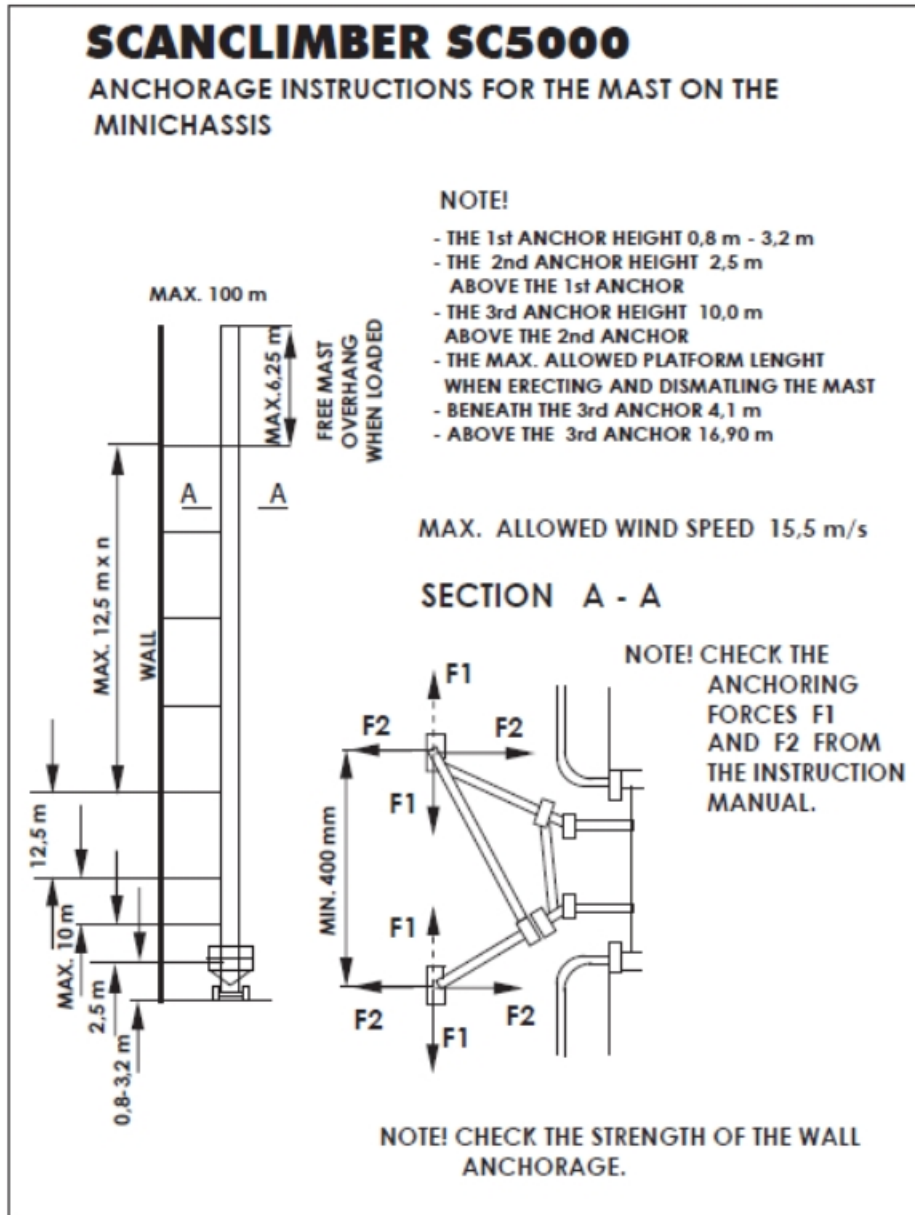 SCANCLIMBER SC5000
ANCHORAGE INSTRUCTIONS FOR THE MAST ON THE
MINICHASSIS
NOTE!
- THE 1st ANCHOR HEIGHT 0,8 m - 3,2 m
- THE 2nd ANCHOR HEIGHT 2,5 m
ABOVE THE 1st ANCHOR
- THE 3rd ANCHOR HEIGHT 10,0 m
ABOVE THE 2nd ANCHOR
- THE MAX. ALLOWED PLATFORM LENGHT
WHEN ERECTING AND DISMATLING THE MAST
- BENEATH THE 3rd ANCHOR 4,1 m
- ABOVE THE 3rd ANCHOR 16,90 m
MAX. 100 m
MAX.6,25 m
FREE MAST
OVERHANG
WHEN LOADED
A
A
MAX. 12,5 m x n
WALL
12,5 m
MAX. 10 m
2,5 m
0,8-3,2 m
MAX. ALLOWED WIND SPEED 15,5 m/s
SECTION A - A
NOTE! CHECK THE
ANCHORING
FORCES F1
AND F2 FROM
THE INSTRUCTION
MANUAL.
F1
F2
F2
F1
MIN. 400 mm
F1
F2
F2
F1
NOTE! CHECK THE STRENGTH OF THE WALL
ANCHORAGE.